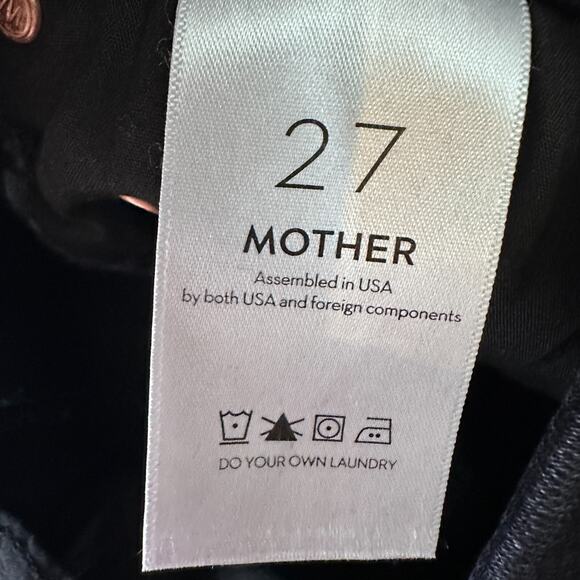 27
MOTHER
Assembled in USA
by both USA and foreign components
DO YOUR OWN LAUNDRY